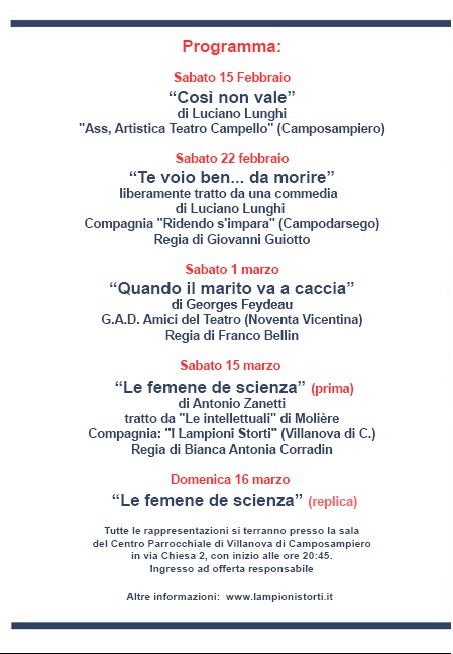 Programma:
Sabato 15 Febbraio
“Così non vale”
di Luciano Lunghi
"Ass, Artistica Teatro Campello" (Camposampiero)
Sabato 22 febbraio
“Te voio ben... da morire”
liberamente tratto da una commedia
di Luciano Lunghi
Compagnia "Ridendo s'impara" (Campodarsego)
Regia di Giovanni Guiotto
Sabato 1 marzo
“Quando il marito va a caccia”
di Georges Feydeau
G.A.D. Amici del Teatro (Noventa Vicentina)
Regia di Franco Bellin
Sabato 15 marzo
“Le femene de scienza” (prima)
di Antonio Zanetti
tratto da "Le intellettuali" di Molière
Compagnia: "I Lampioni Storti" (Villanova di C.)
Regia di Bianca Antonia Corradin
Domenica 16 marzo
“Le femene de scienza” (replica)
Tutte le rappresentazioni si terranno presso la sala
del Centro Parrocchiale di Villanova di Camposampiero
in via Chiesa 2, con inizio alle ore 20:45.
Ingresso ad offerta responsabile
Altre informazioni: www.lampionistorti.it